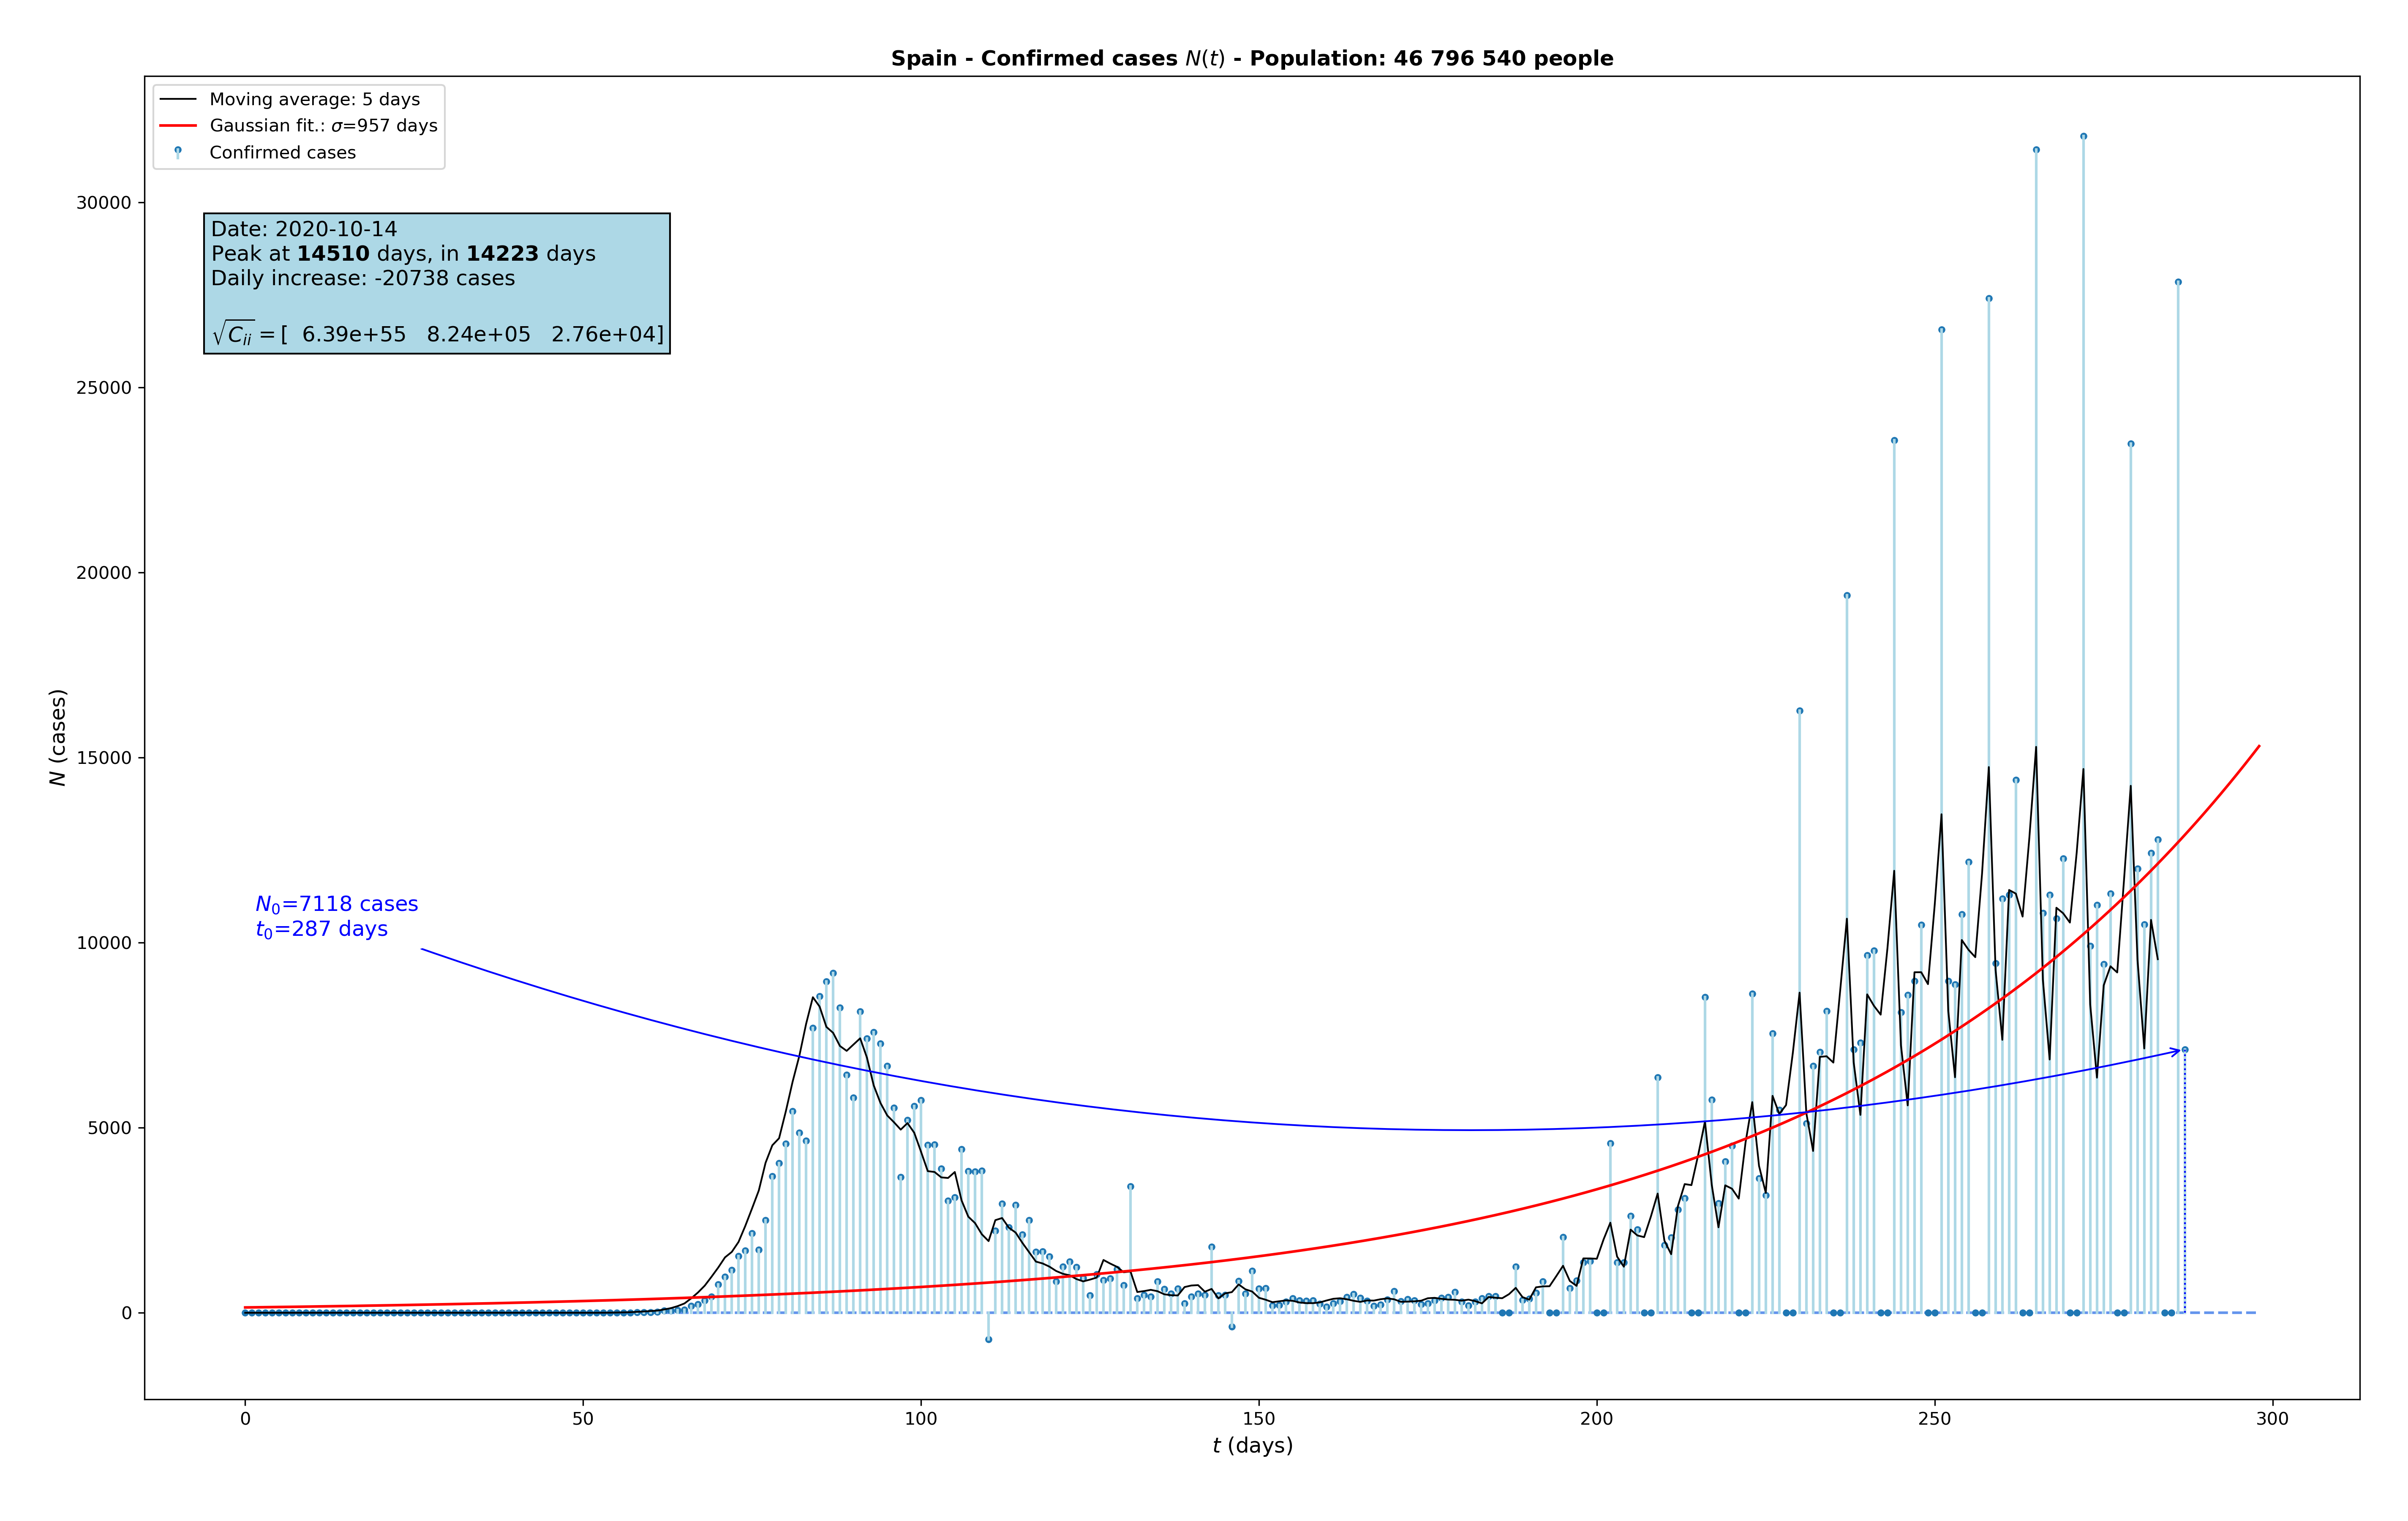 Spain - Confirmed cases N(t) - Population: 46 796 540 people
Moving average: 5 days
Gaussian fit.: σ=957 days
Confirmed cases
Date: 2020-10-14
Peak at 14510 days, in 14223 days
Daily increase: -20738 cases
√Cii = [ 6.39e+55 8.24e+05 2.76e+04]
N0=7118 cases
t0=287 days
N (cases)
30000
25000
20000
15000
10000
5000
0
0 50 100 150 200 250 300
t (days)